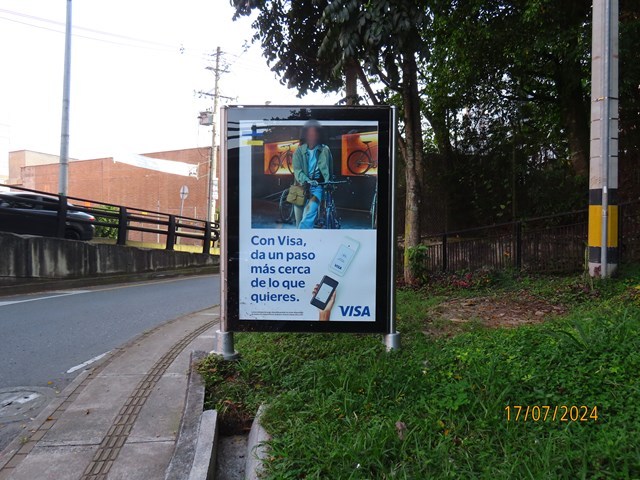 Con Visa,
da un paso
más cerca
de lo que
quieres.
VISA
17/07/2024